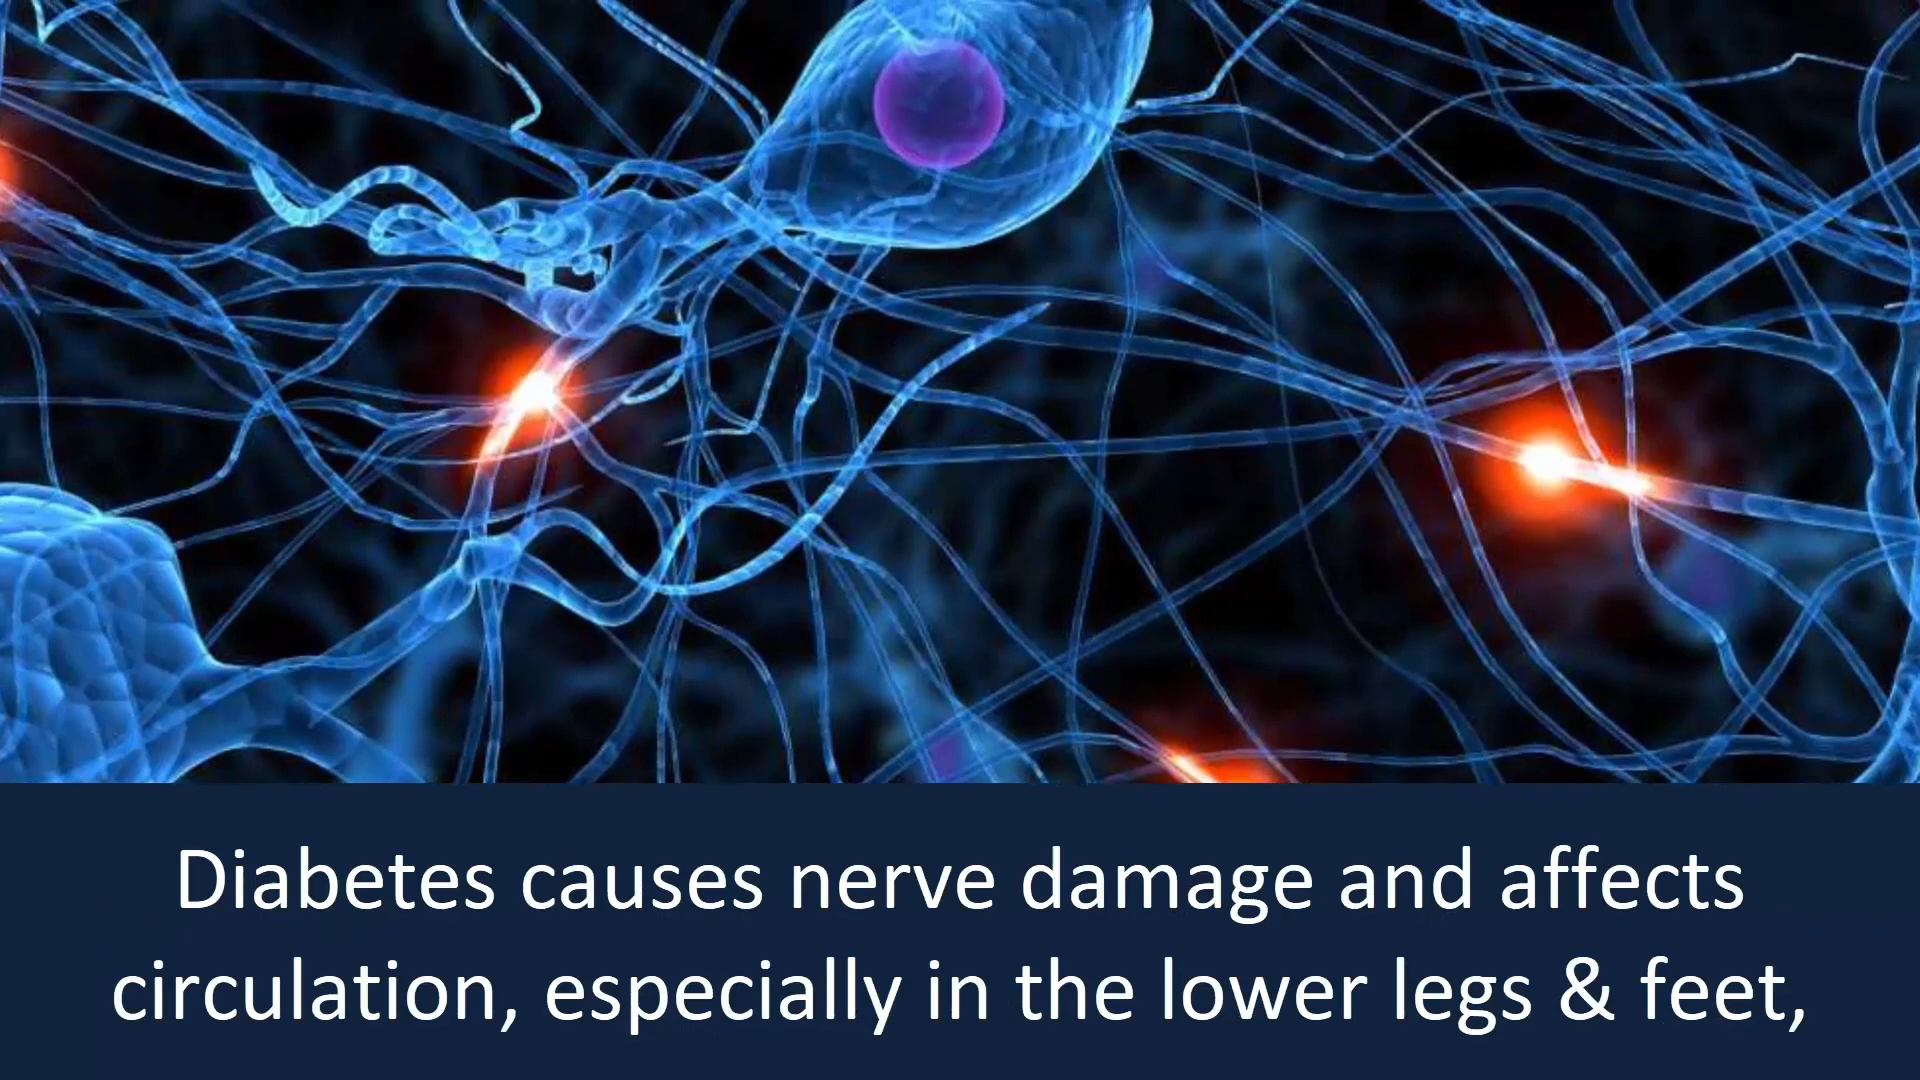 Diabetes causes nerve damage and affects
circulation, especially in the lower legs & feet,